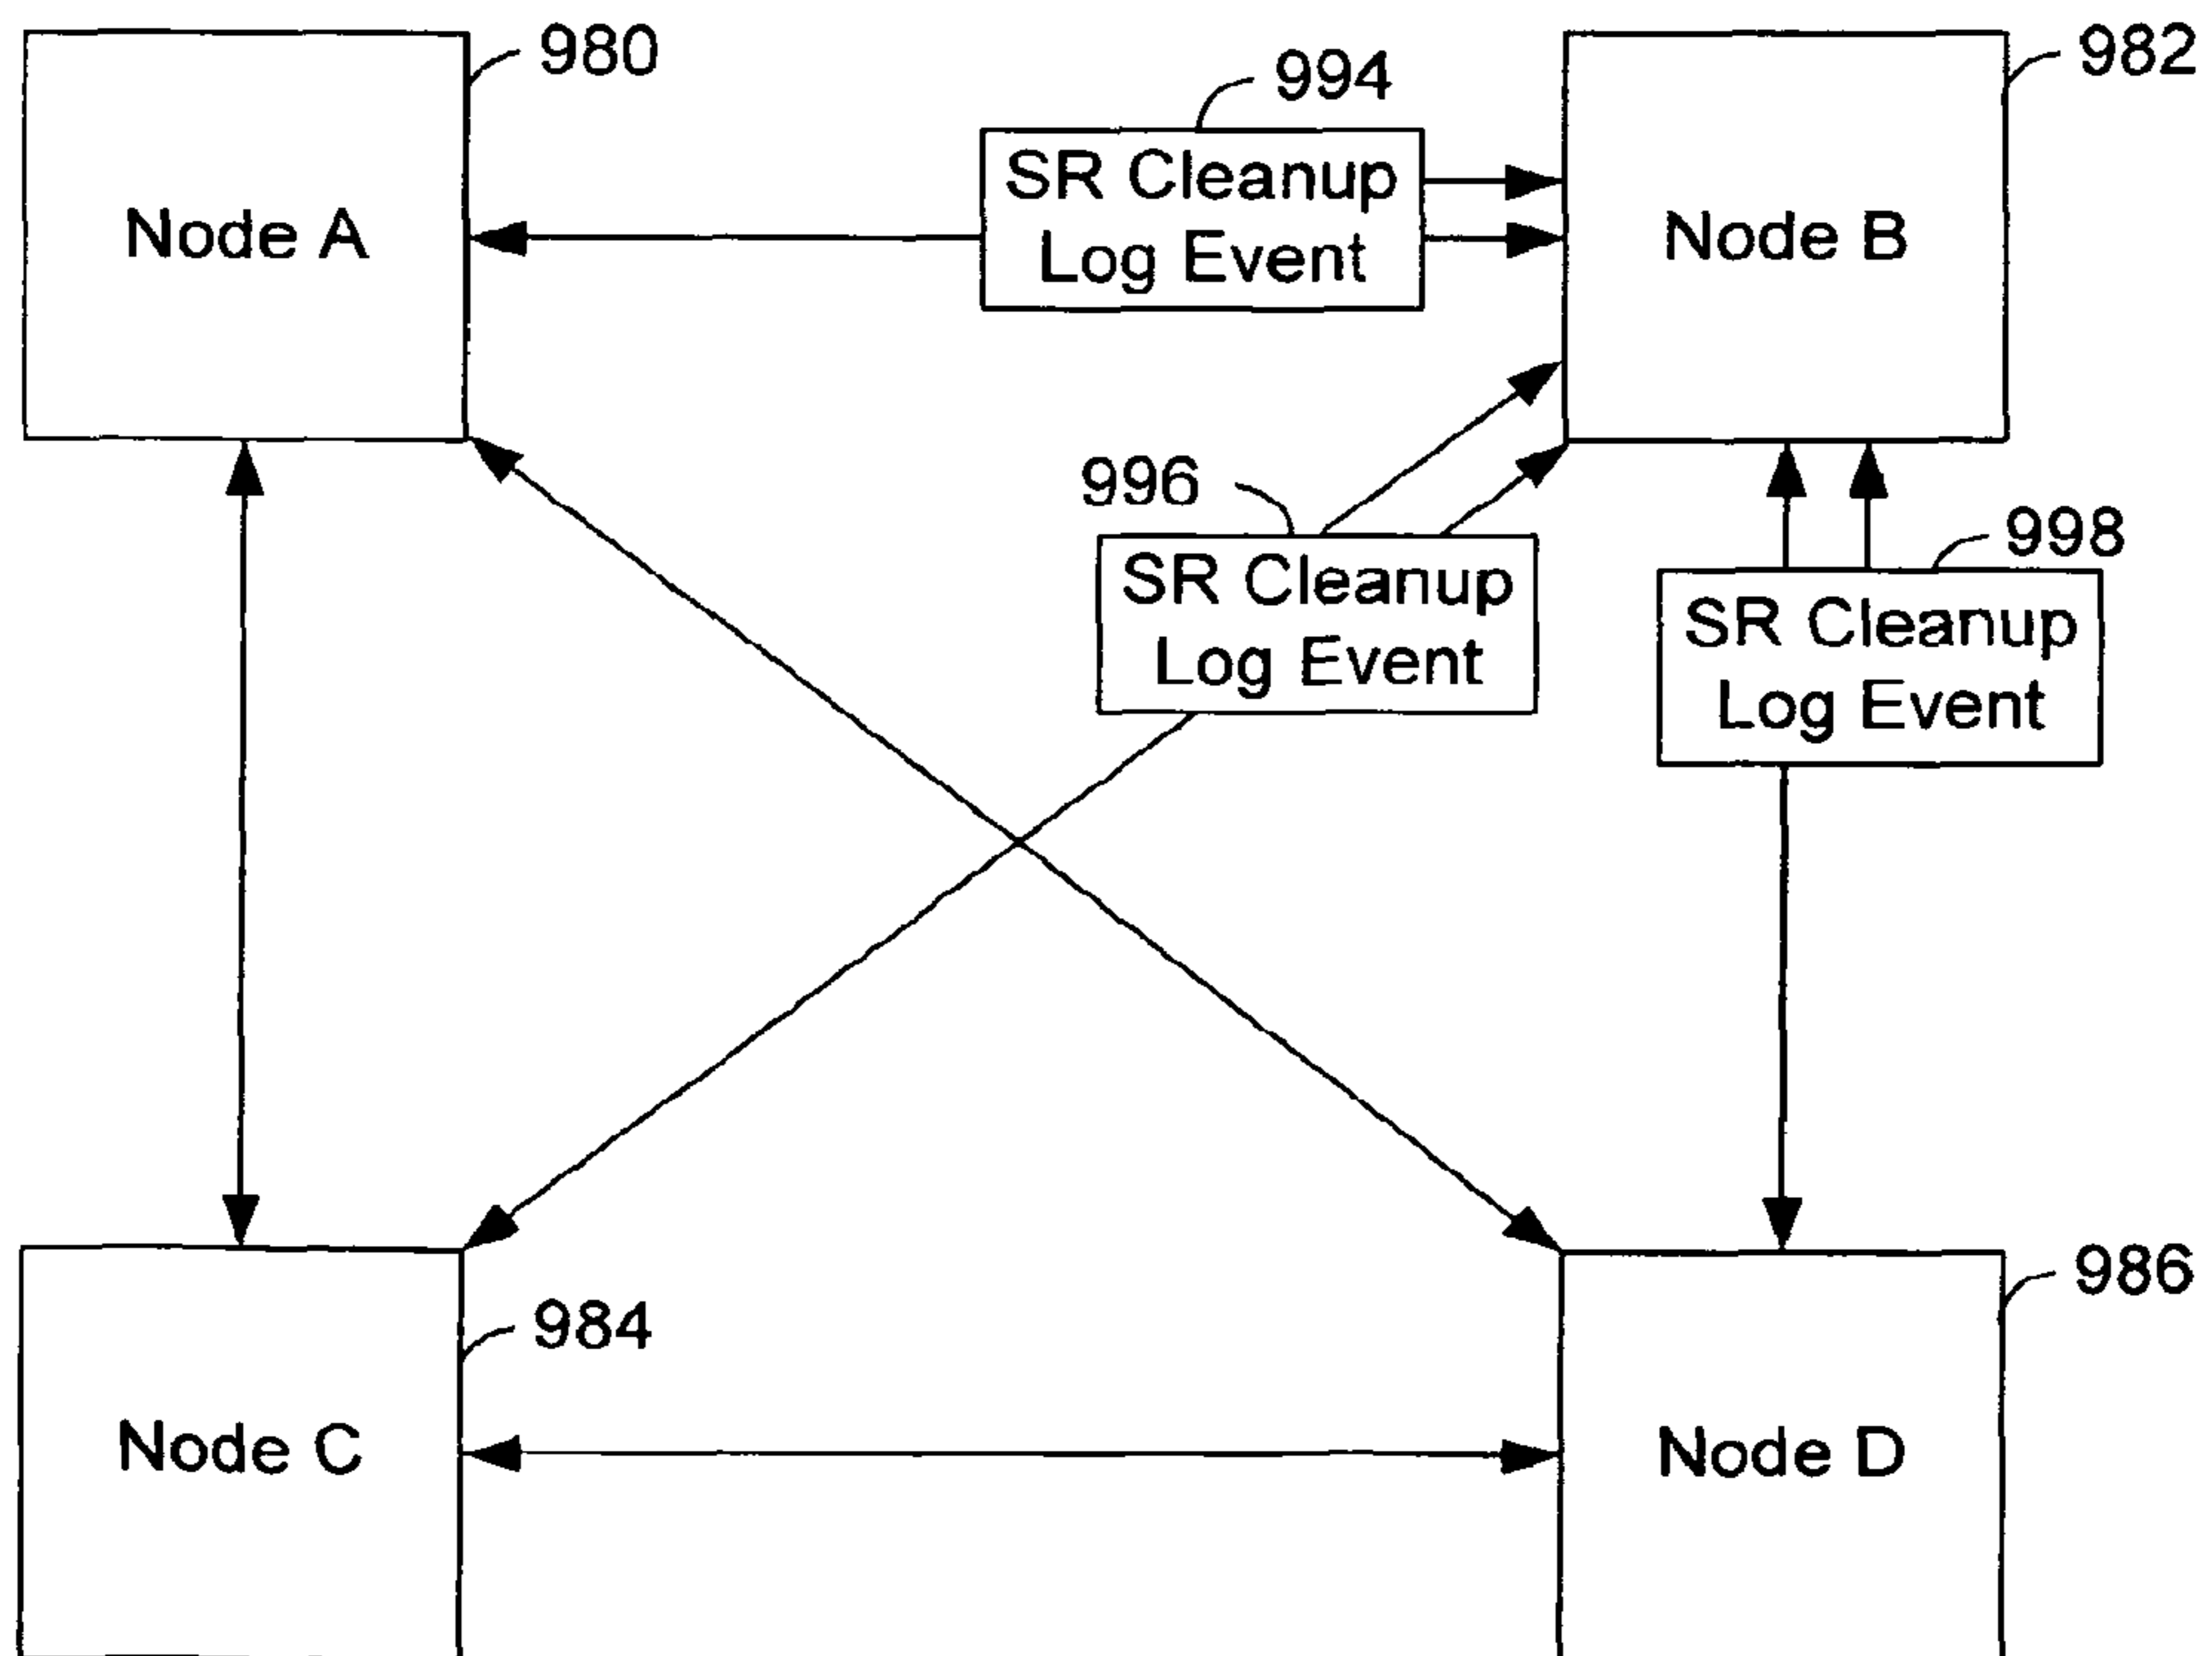 980
982
994
SR Cleanup
Log Event
Node A
Node B
996
998
SR Cleanup
Log Event
SR Cleanup
Log Event
986
984
Node C
Node D